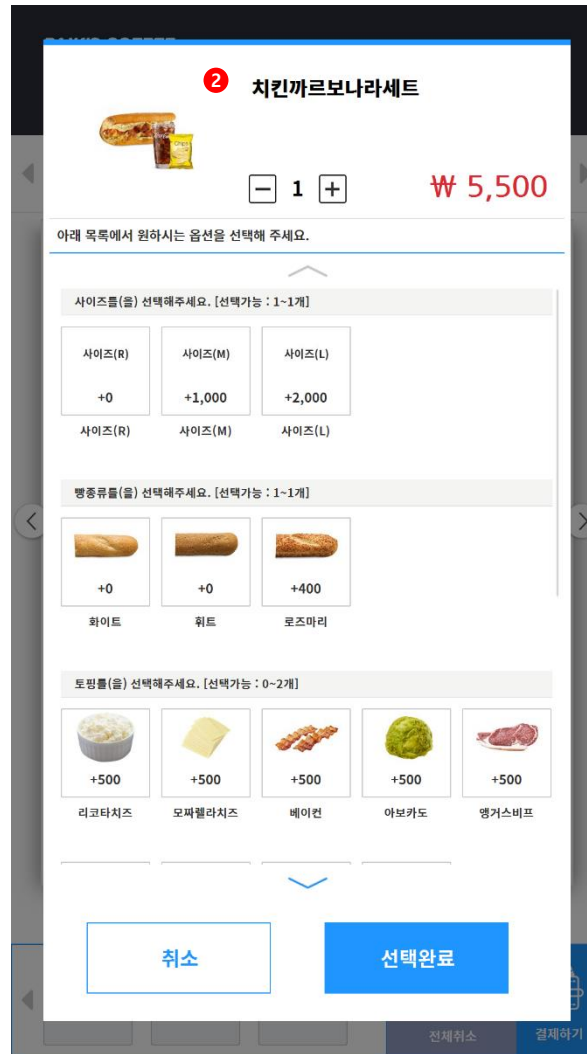 2
치킨까르보나라세트
1
₩ 5,500
아래 목록에서 원하시는 옵션을 선택해 주세요.
사이즈를(을) 선택해주세요. [선택가능 : 1~1개]
사이즈(R) 사이즈(M) 사이즈(L)
+0 +1,000 +2,000
사이즈(R) 사이즈(M) 사이즈(L)
빵종류를(을) 선택해주세요. [선택가능 : 1~1개]
+0 +0 +400
화이트 휘트 로즈마리
토핑를(을) 선택해주세요. [선택가능 : 0~2개]
+500 +500 +500 +500 +500
리코타치즈 모짜렐라치즈 베이컨 아보카도 앵거스비프
취소 선택완료
전체취소 결제하기